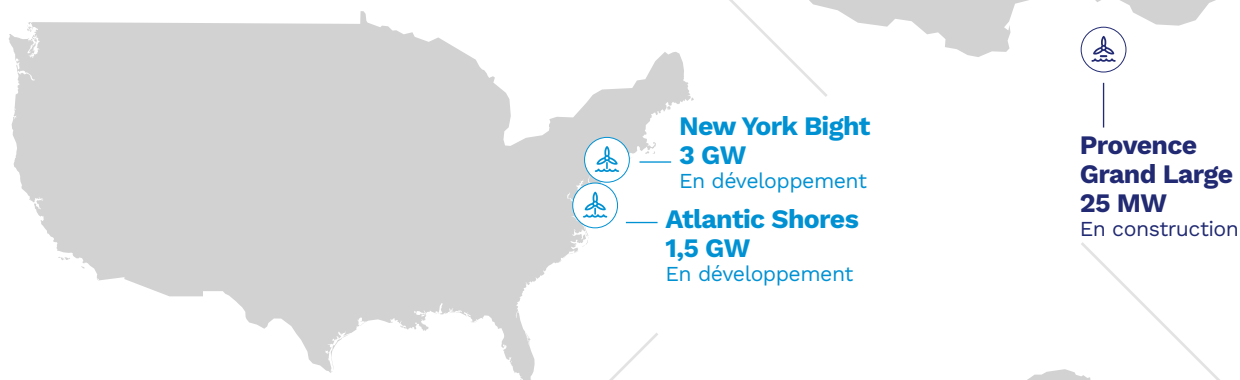 New York Bight
3 GW
En développement
Atlantic Shores
1,5 GW
En développement
Provence
Grand Large
25 MW
En construction